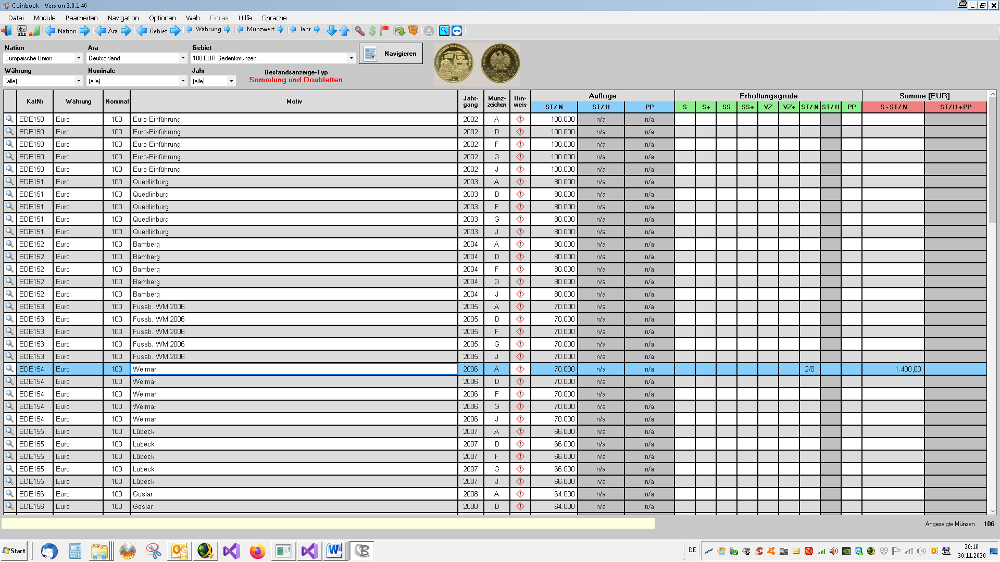 Coinbook - Version 3.0.1.46
Datei Module Bearbeiten Navigation Optionen Web Extras Hilfe Sprache
Nation Ära Gebiet Währung Münzwert Jahr
Nation Ära Gebiet
Europäische Union Deutschland 100 EUR Gedenkmünzen Navigieren
Währung Nominale Jahr Bestandsanzeige-Typ
(alle) (alle) (alle) Sammlung und Doubletten
KatNr Währung Nominal Motiv Jahr-gang Münz-zeichen Hin-weis Auflage Erhaltungsgrade Summe [EUR]
ST / N ST / H PP S S+ SS SS+ VZ VZ+ ST / N ST / H PP S - ST / N ST / H + PP
EDE150 Euro 100 Euro-Einführung 2002 A 100.000 n/a n/a
EDE150 Euro 100 Euro-Einführung 2002 D 100.000 n/a n/a
EDE150 Euro 100 Euro-Einführung 2002 F 100.000 n/a n/a
EDE150 Euro 100 Euro-Einführung 2002 G 100.000 n/a n/a
EDE150 Euro 100 Euro-Einführung 2002 J 100.000 n/a n/a
EDE151 Euro 100 Quedlinburg 2003 A 80.000 n/a n/a
EDE151 Euro 100 Quedlinburg 2003 D 80.000 n/a n/a
EDE151 Euro 100 Quedlinburg 2003 F 80.000 n/a n/a
EDE151 Euro 100 Quedlinburg 2003 G 80.000 n/a n/a
EDE151 Euro 100 Quedlinburg 2003 J 80.000 n/a n/a
EDE152 Euro 100 Bamberg 2004 A 80.000 n/a n/a
EDE152 Euro 100 Bamberg 2004 D 80.000 n/a n/a
EDE152 Euro 100 Bamberg 2004 F 80.000 n/a n/a
EDE152 Euro 100 Bamberg 2004 G 80.000 n/a n/a
EDE152 Euro 100 Bamberg 2004 J 80.000 n/a n/a
EDE153 Euro 100 Fussb. WM 2006 2005 A 70.000 n/a n/a
EDE153 Euro 100 Fussb. WM 2006 2005 D 70.000 n/a n/a
EDE153 Euro 100 Fussb. WM 2006 2005 F 70.000 n/a n/a
EDE153 Euro 100 Fussb. WM 2006 2005 G 70.000 n/a n/a
EDE153 Euro 100 Fussb. WM 2006 2005 J 70.000 n/a n/a
EDE154 Euro 100 Weimar 2006 A 70.000 n/a n/a 2/0 1.400,00
EDE154 Euro 100 Weimar 2006 D 70.000 n/a n/a
EDE154 Euro 100 Weimar 2006 F 70.000 n/a n/a
EDE154 Euro 100 Weimar 2006 G 70.000 n/a n/a
EDE154 Euro 100 Weimar 2006 J 70.000 n/a n/a
EDE155 Euro 100 Lübeck 2007 A 66.000 n/a n/a
EDE155 Euro 100 Lübeck 2007 D 66.000 n/a n/a
EDE155 Euro 100 Lübeck 2007 F 66.000 n/a n/a
EDE155 Euro 100 Lübeck 2007 G 66.000 n/a n/a
EDE155 Euro 100 Lübeck 2007 J 66.000 n/a n/a
EDE156 Euro 100 Goslar 2008 A 64.000 n/a n/a
EDE156 Euro 100 Goslar 2008 D 64.000 n/a n/a
Angezeigte Münzen 106
Start DE 20:10
30.11.2020